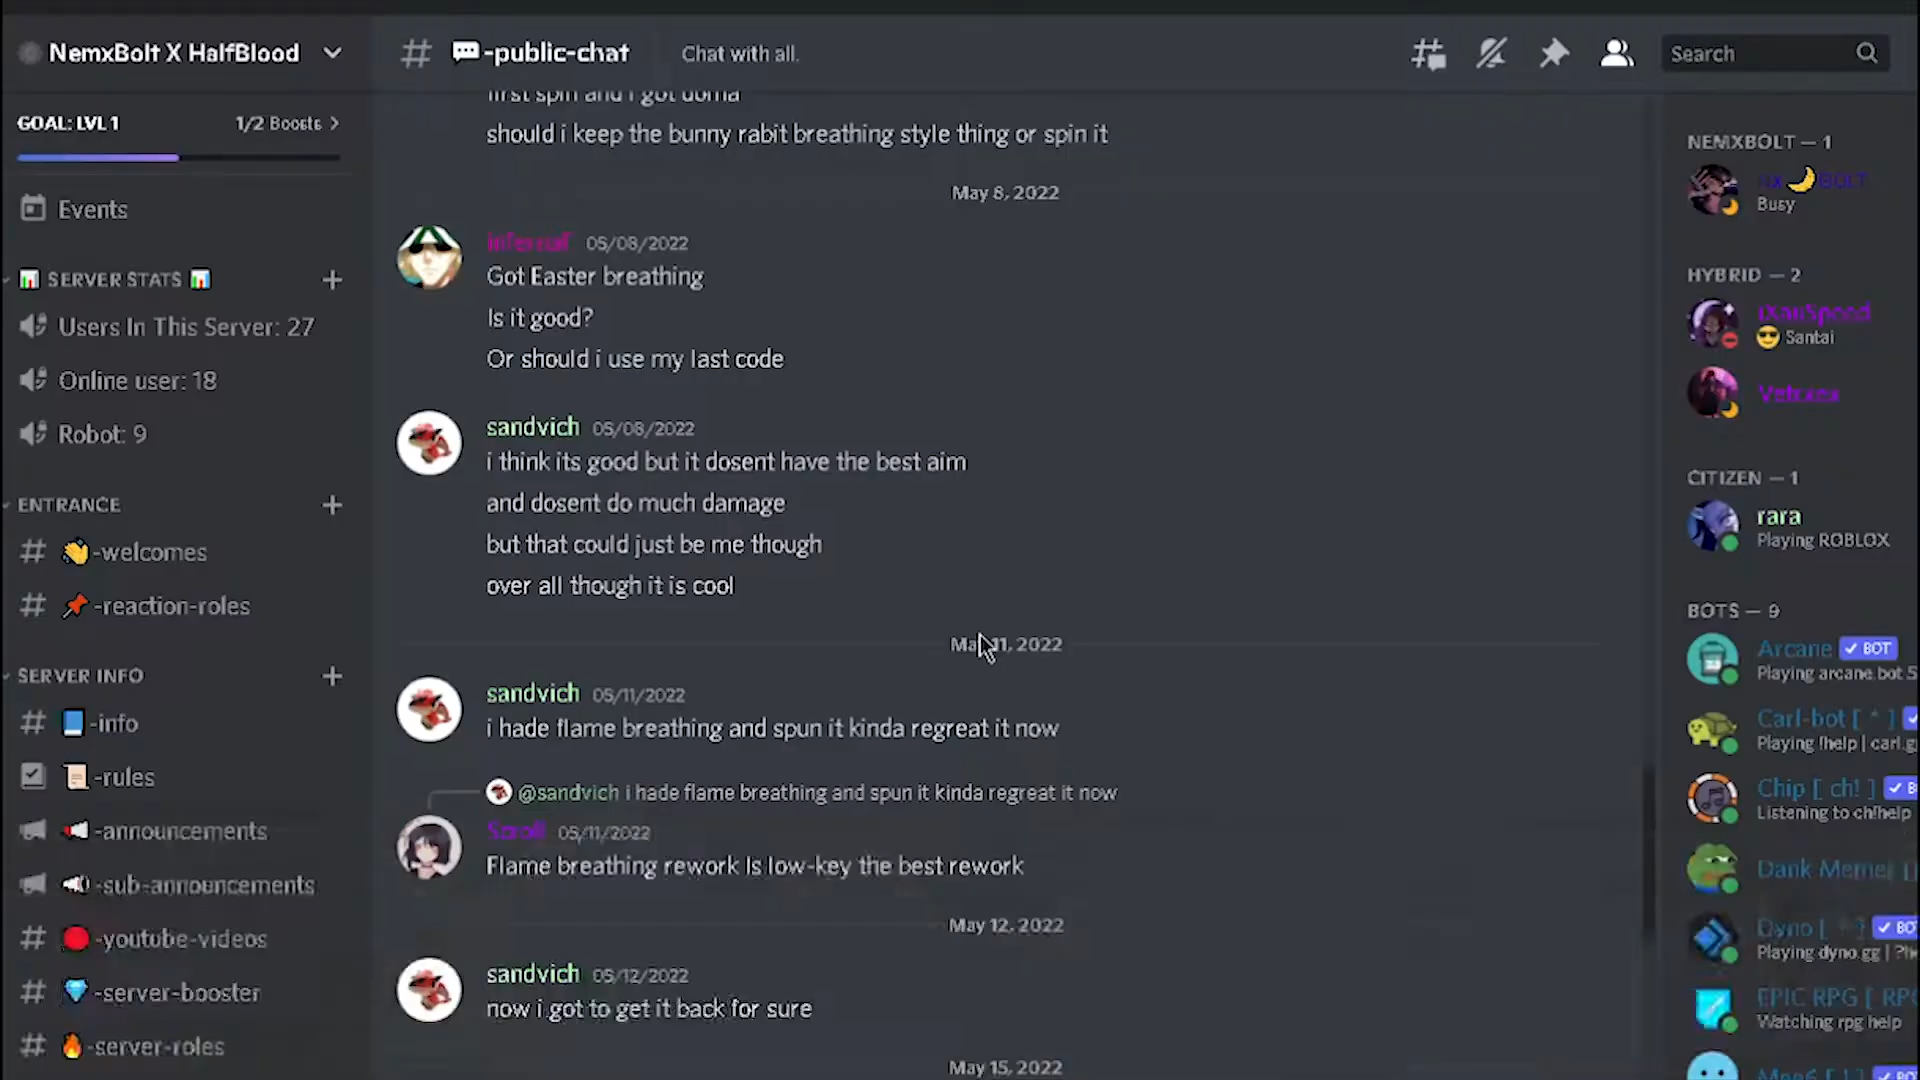 NemxBolt X HalfBlood
GOAL: LVL 1
1/2 Boosts
Events
SERVER STATS
Users In This Server: 27
Online user: 18
Robot: 9
ENTRANCE
-welcomes
-reaction-roles
SERVER INFO
-info
-rules
-announcements
-sub-announcements
-youtube-videos
-server-booster
-server-roles
-public-chat
Chat with all.
Search
first spin and i got doma
should i keep the bunny rabit breathing style thing or spin it
May 8, 2022
infernal 05/08/2022
Got Easter breathing
Is it good?
Or should i use my last code
sandvich 05/08/2022
i think its good but it dosent have the best aim
and dosent do much damage
but that could just be me though
over all though it is cool
May 11, 2022
sandvich 05/11/2022
i hade flame breathing and spun it kinda regreat it now
@sandvich i hade flame breathing and spun it kinda regreat it now
Scroll 05/11/2022
Flame breathing rework Is low-key the best rework
May 12, 2022
sandvich 05/12/2022
now i got to get it back for sure
May 15, 2022
NEMXBOLT — 1
BOLT
Busy
HYBRID — 2
Santai
CITIZEN — 1
rara
Playing ROBLOX
BOTS — 9
Arcane BOT
Playing arcane.bot
Carl-bot [ * ]
Playing !help | carl.g
Chip [ ch! ]
Listening to ch!help
Dank Memer
Dyno BO
Playing dyno.gg |
EPIC RPG [ RPG
Watching rpg help